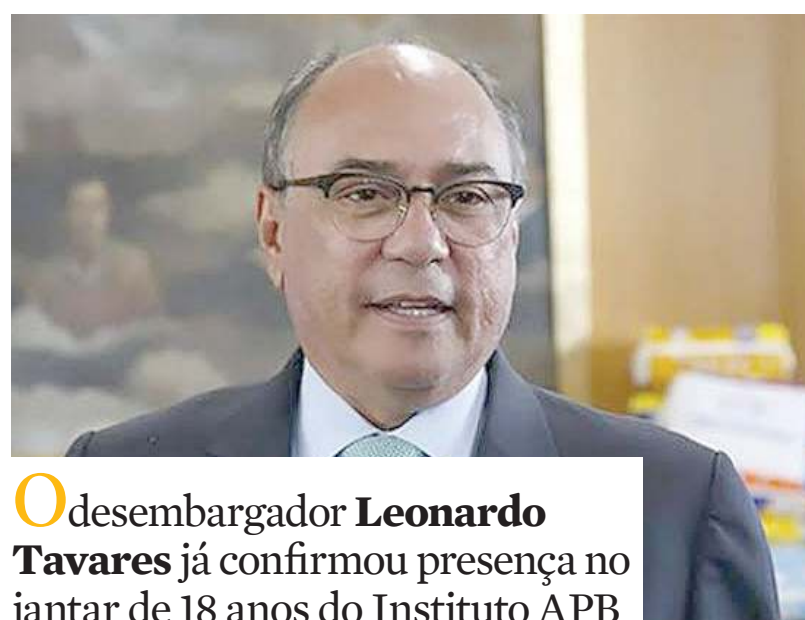 O desembargador Leonardo
Tavares já confirmou presença no
jantar de 18 anos do Instituto APB